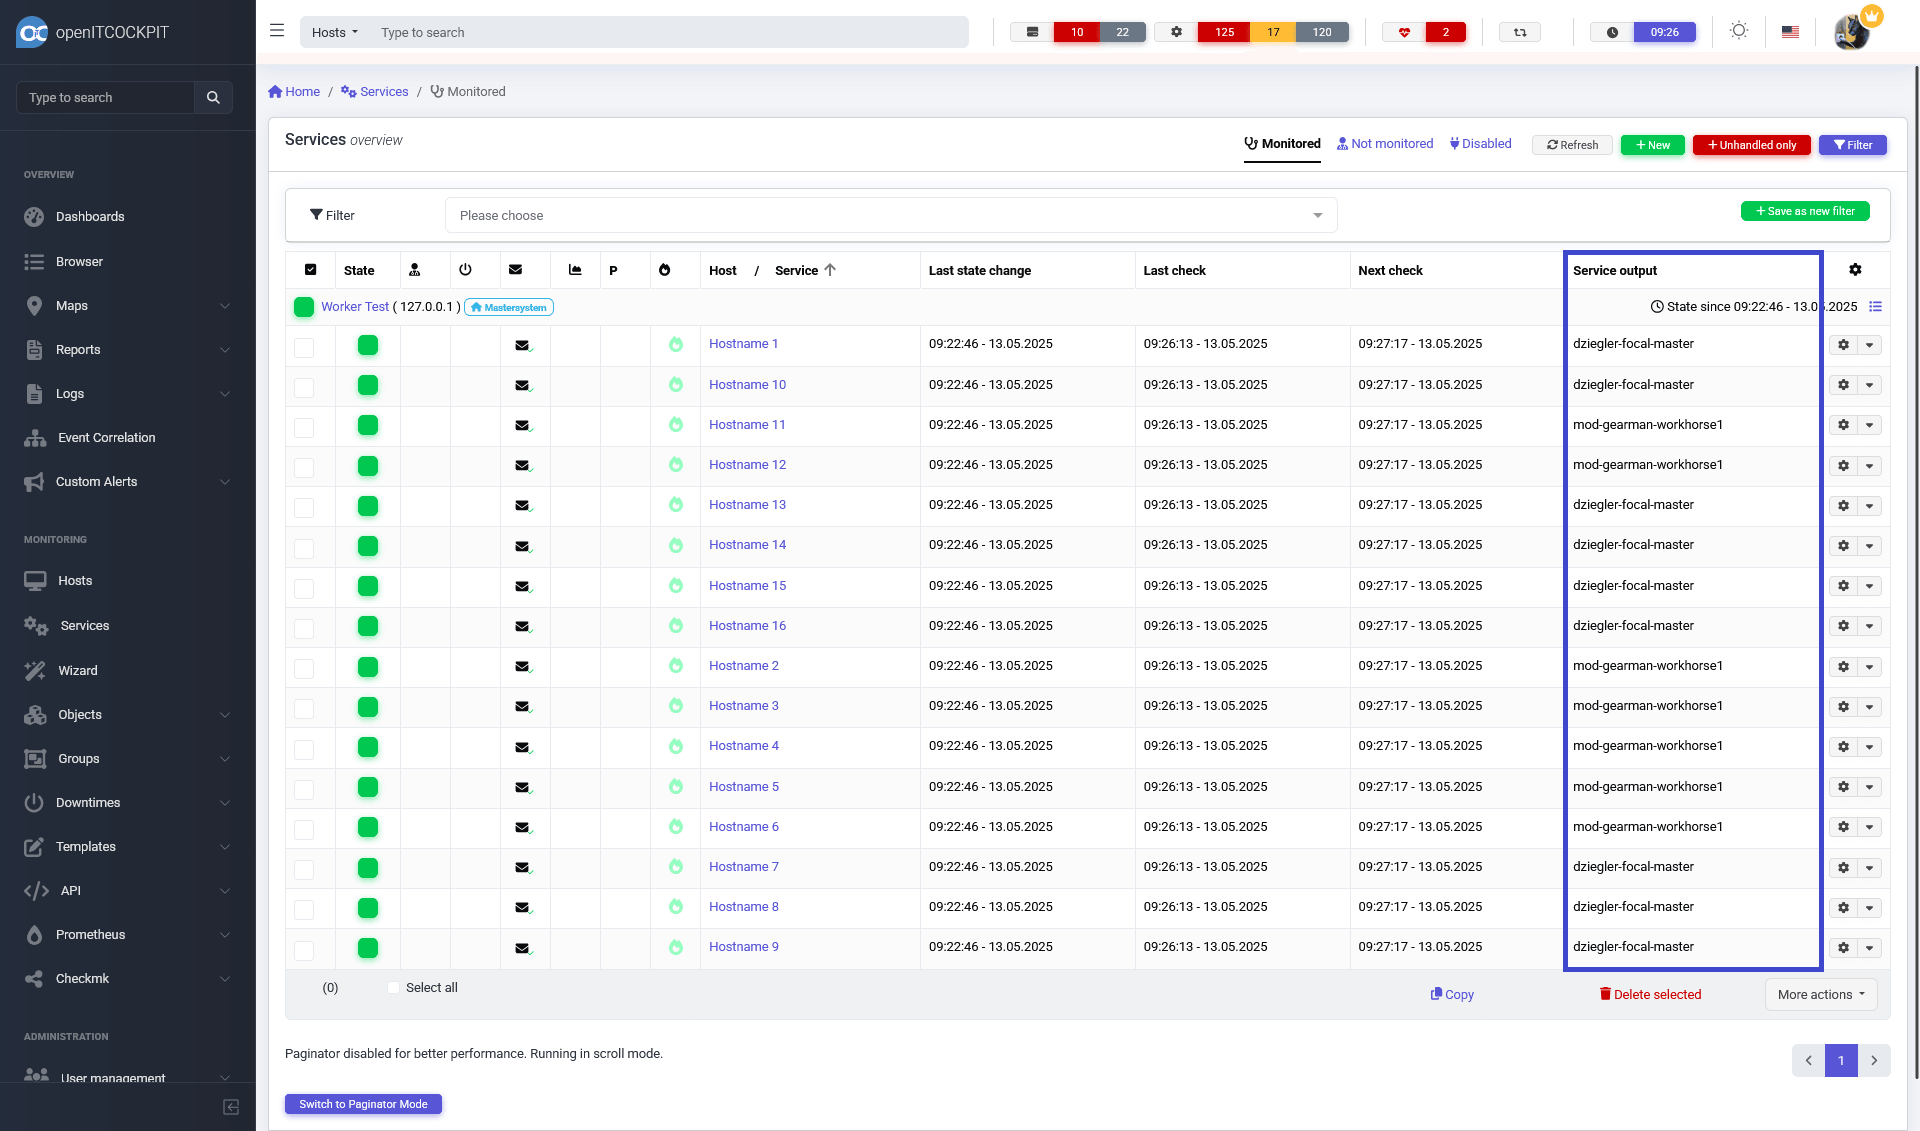 openITCOCKPIT
Hosts Type to search 10 22 125 17 120 2 09:26
Type to search
Home / Services / Monitored
Services overview Monitored Not monitored Disabled Refresh New Unhandled only Filter
Filter Please choose Save as new filter
OVERVIEW
Dashboards
Browser
Maps
Reports
Logs
Event Correlation
Custom Alerts
MONITORING
Hosts
Services
Wizard
Objects
Groups
Downtimes
Templates
API
Prometheus
Checkmk
ADMINISTRATION
User management
State P Host / Service Last state change Last check Next check Service output
Worker Test ( 127.0.0.1 ) Mastersystem State since 09:22:46 - 13.05.2025
Hostname 1 09:22:46 - 13.05.2025 09:26:13 - 13.05.2025 09:27:17 - 13.05.2025 dziegler-focal-master
Hostname 10 09:22:46 - 13.05.2025 09:26:13 - 13.05.2025 09:27:17 - 13.05.2025 dziegler-focal-master
Hostname 11 09:22:46 - 13.05.2025 09:26:13 - 13.05.2025 09:27:17 - 13.05.2025 mod-gearman-workhorse1
Hostname 12 09:22:46 - 13.05.2025 09:26:13 - 13.05.2025 09:27:17 - 13.05.2025 mod-gearman-workhorse1
Hostname 13 09:22:46 - 13.05.2025 09:26:13 - 13.05.2025 09:27:17 - 13.05.2025 dziegler-focal-master
Hostname 14 09:22:46 - 13.05.2025 09:26:13 - 13.05.2025 09:27:17 - 13.05.2025 dziegler-focal-master
Hostname 15 09:22:46 - 13.05.2025 09:26:13 - 13.05.2025 09:27:17 - 13.05.2025 dziegler-focal-master
Hostname 16 09:22:46 - 13.05.2025 09:26:13 - 13.05.2025 09:27:17 - 13.05.2025 dziegler-focal-master
Hostname 2 09:22:46 - 13.05.2025 09:26:13 - 13.05.2025 09:27:17 - 13.05.2025 mod-gearman-workhorse1
Hostname 3 09:22:46 - 13.05.2025 09:26:13 - 13.05.2025 09:27:17 - 13.05.2025 mod-gearman-workhorse1
Hostname 4 09:22:46 - 13.05.2025 09:26:13 - 13.05.2025 09:27:17 - 13.05.2025 mod-gearman-workhorse1
Hostname 5 09:22:46 - 13.05.2025 09:26:13 - 13.05.2025 09:27:17 - 13.05.2025 mod-gearman-workhorse1
Hostname 6 09:22:46 - 13.05.2025 09:26:13 - 13.05.2025 09:27:17 - 13.05.2025 mod-gearman-workhorse1
Hostname 7 09:22:46 - 13.05.2025 09:26:13 - 13.05.2025 09:27:17 - 13.05.2025 dziegler-focal-master
Hostname 8 09:22:46 - 13.05.2025 09:26:13 - 13.05.2025 09:27:17 - 13.05.2025 dziegler-focal-master
Hostname 9 09:22:46 - 13.05.2025 09:26:13 - 13.05.2025 09:27:17 - 13.05.2025 dziegler-focal-master
(0) Select all Copy Delete selected More actions
Paginator disabled for better performance. Running in scroll mode.
1
Switch to Paginator Mode